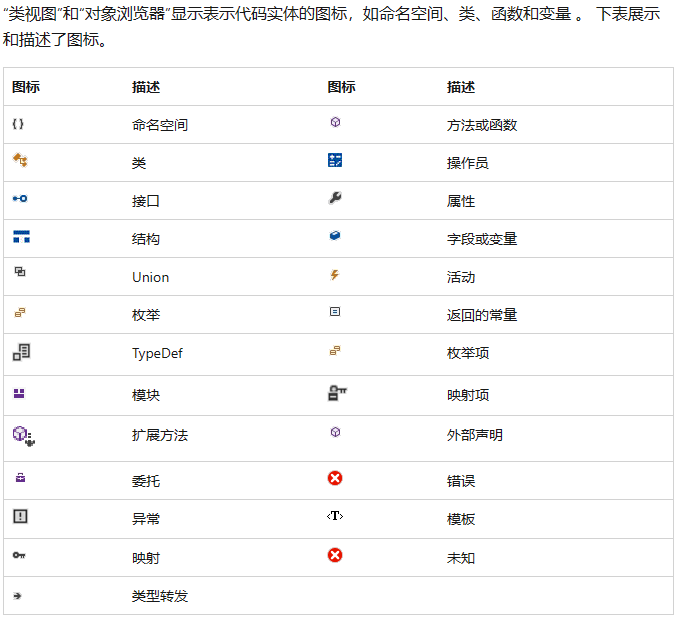 “类视图”和“对象浏览器”显示表示代码实体的图标，如命名空间、类、函数和变量 。 下表展示
和描述了图标。
图标 描述 图标 描述
命名空间 方法或函数
类 操作员
接口 属性
结构 字段或变量
Union 活动
枚举 返回的常量
TypeDef 枚举项
模块 映射项
扩展方法 外部声明
委托 错误
异常 <T> 模板
映射 未知
类型转发